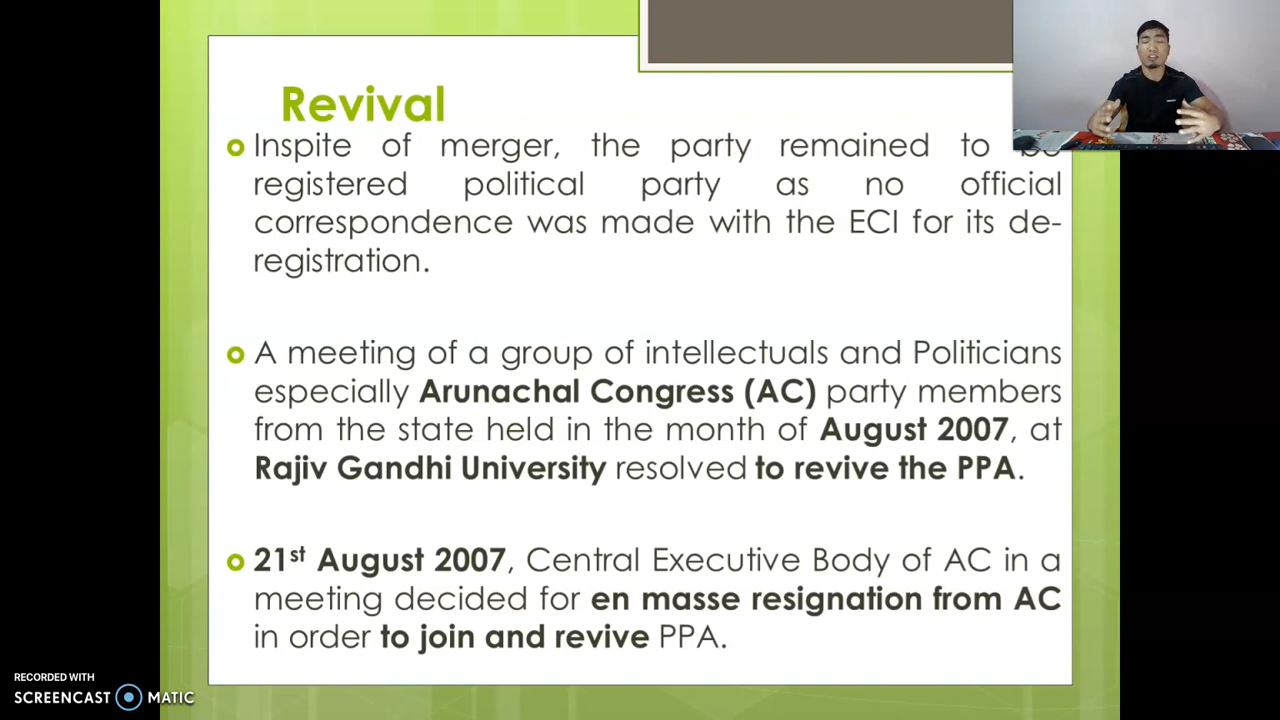 Revival
Inspite of merger, the party remained to be
registered political party as no official
correspondence was made with the ECI for its de-
registration.
A meeting of a group of intellectuals and Politicians
especially Arunachal Congress (AC) party members
from the state held in the month of August 2007, at
Rajiv Gandhi University resolved to revive the PPA.
21st August 2007, Central Executive Body of AC in a
meeting decided for en masse resignation from AC
in order to join and revive PPA.
RECORDED WITH
SCREENCAST MATIC